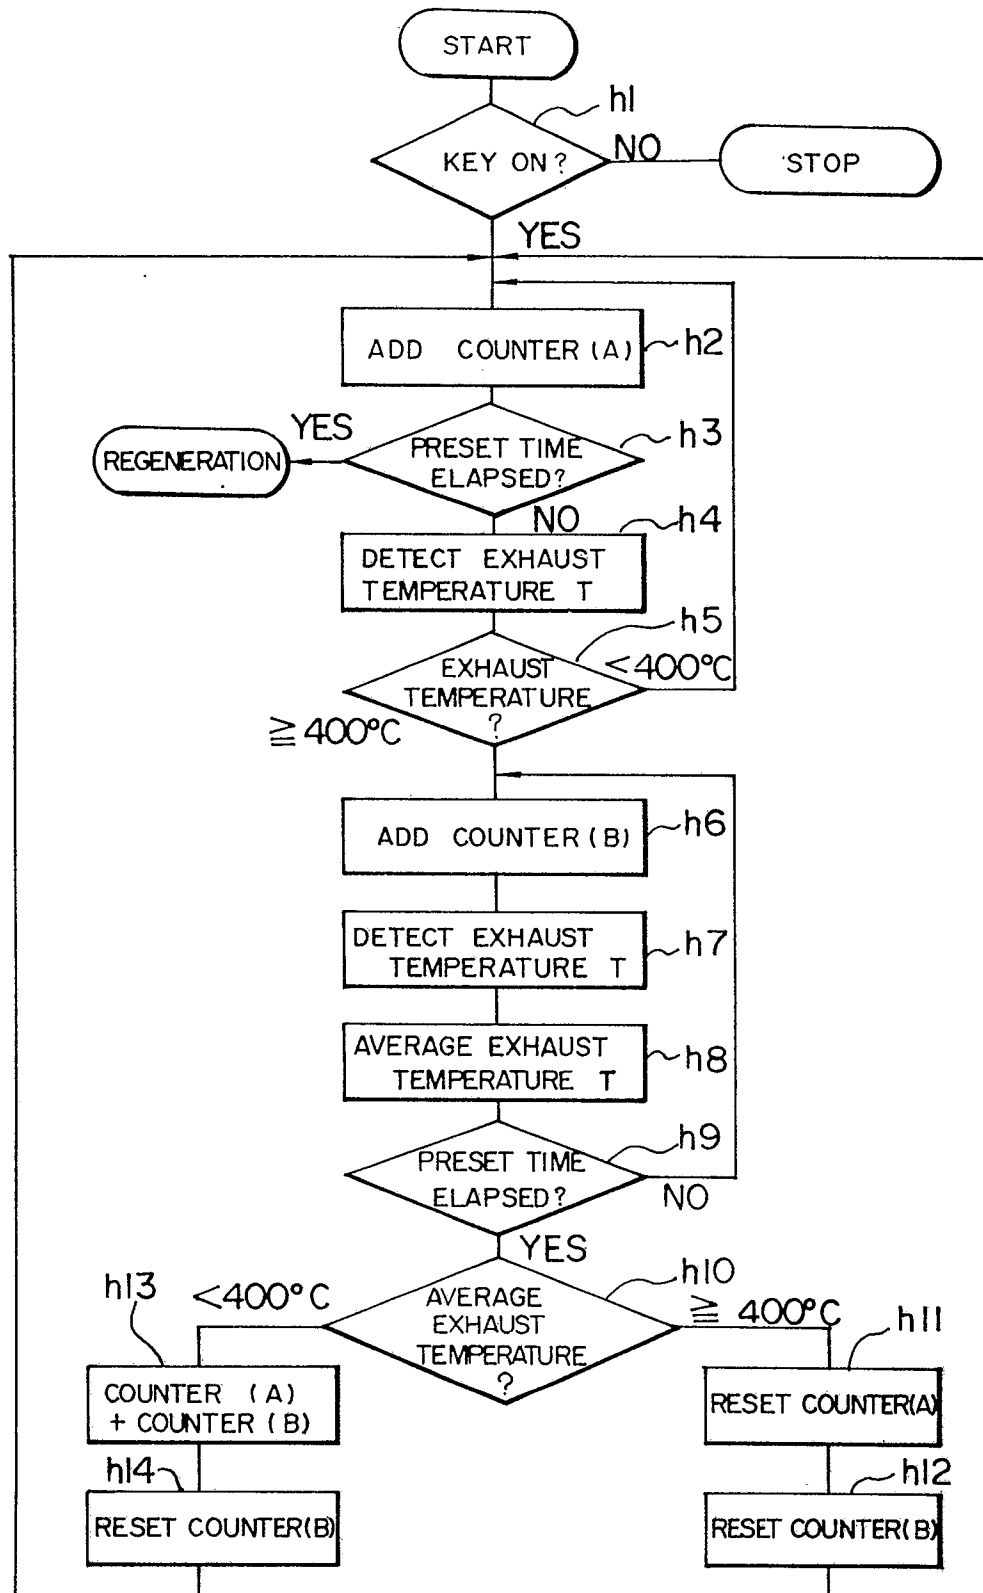 START
h1
KEY ON?
NO
STOP
YES
ADD COUNTER (A)
h2
YES
h3
REGENERATION
PRESET TIME
ELAPSED?
NO
h4
DETECT EXHAUST
TEMPERATURE T
h5
EXHAUST
TEMPERATURE
?
<400°C
≧400°C
ADD COUNTER (B)
h6
DETECT EXHAUST
TEMPERATURE T
h7
AVERAGE EXHAUST
TEMPERATURE T
h8
h9
PRESET TIME
ELAPSED?
NO
YES
h10
AVERAGE
EXHAUST
TEMPERATURE
?
<400°C
≧ 400°C
h13
h11
COUNTER (A)
+ COUNTER (B)
RESET COUNTER(A)
h14
h12
RESET COUNTER(B)
RESET COUNTER(B)